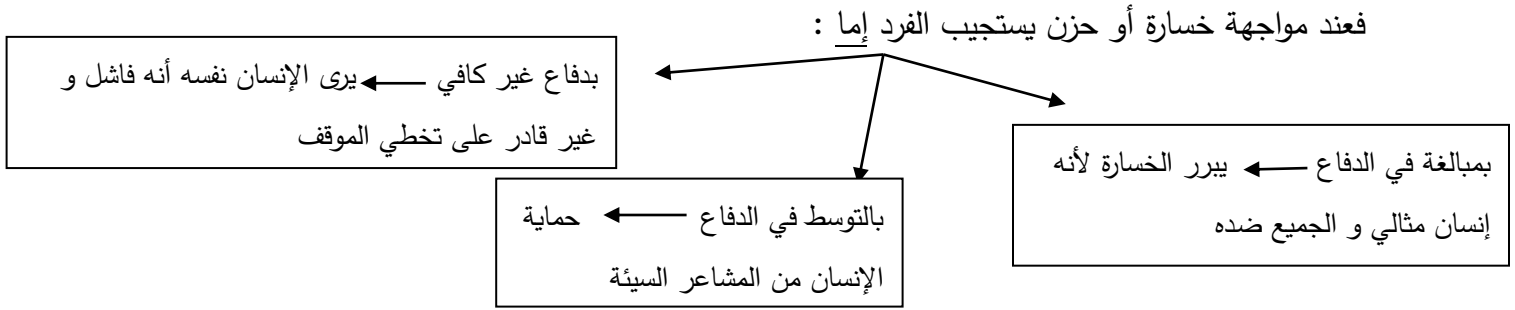 فعند مواجهة خسارة أو حزن يستجيب الفرد إما :
بمبالغة في الدفاع يبرر الخسارة لأنه
إنسان مثالي و الجميع ضده
بالتوسط في الدفاع حماية
الإنسان من المشاعر السيئة
بدفاع غير كافي يرى الإنسان نفسه أنه فاشل و
غير قادر على تخطي الموقف